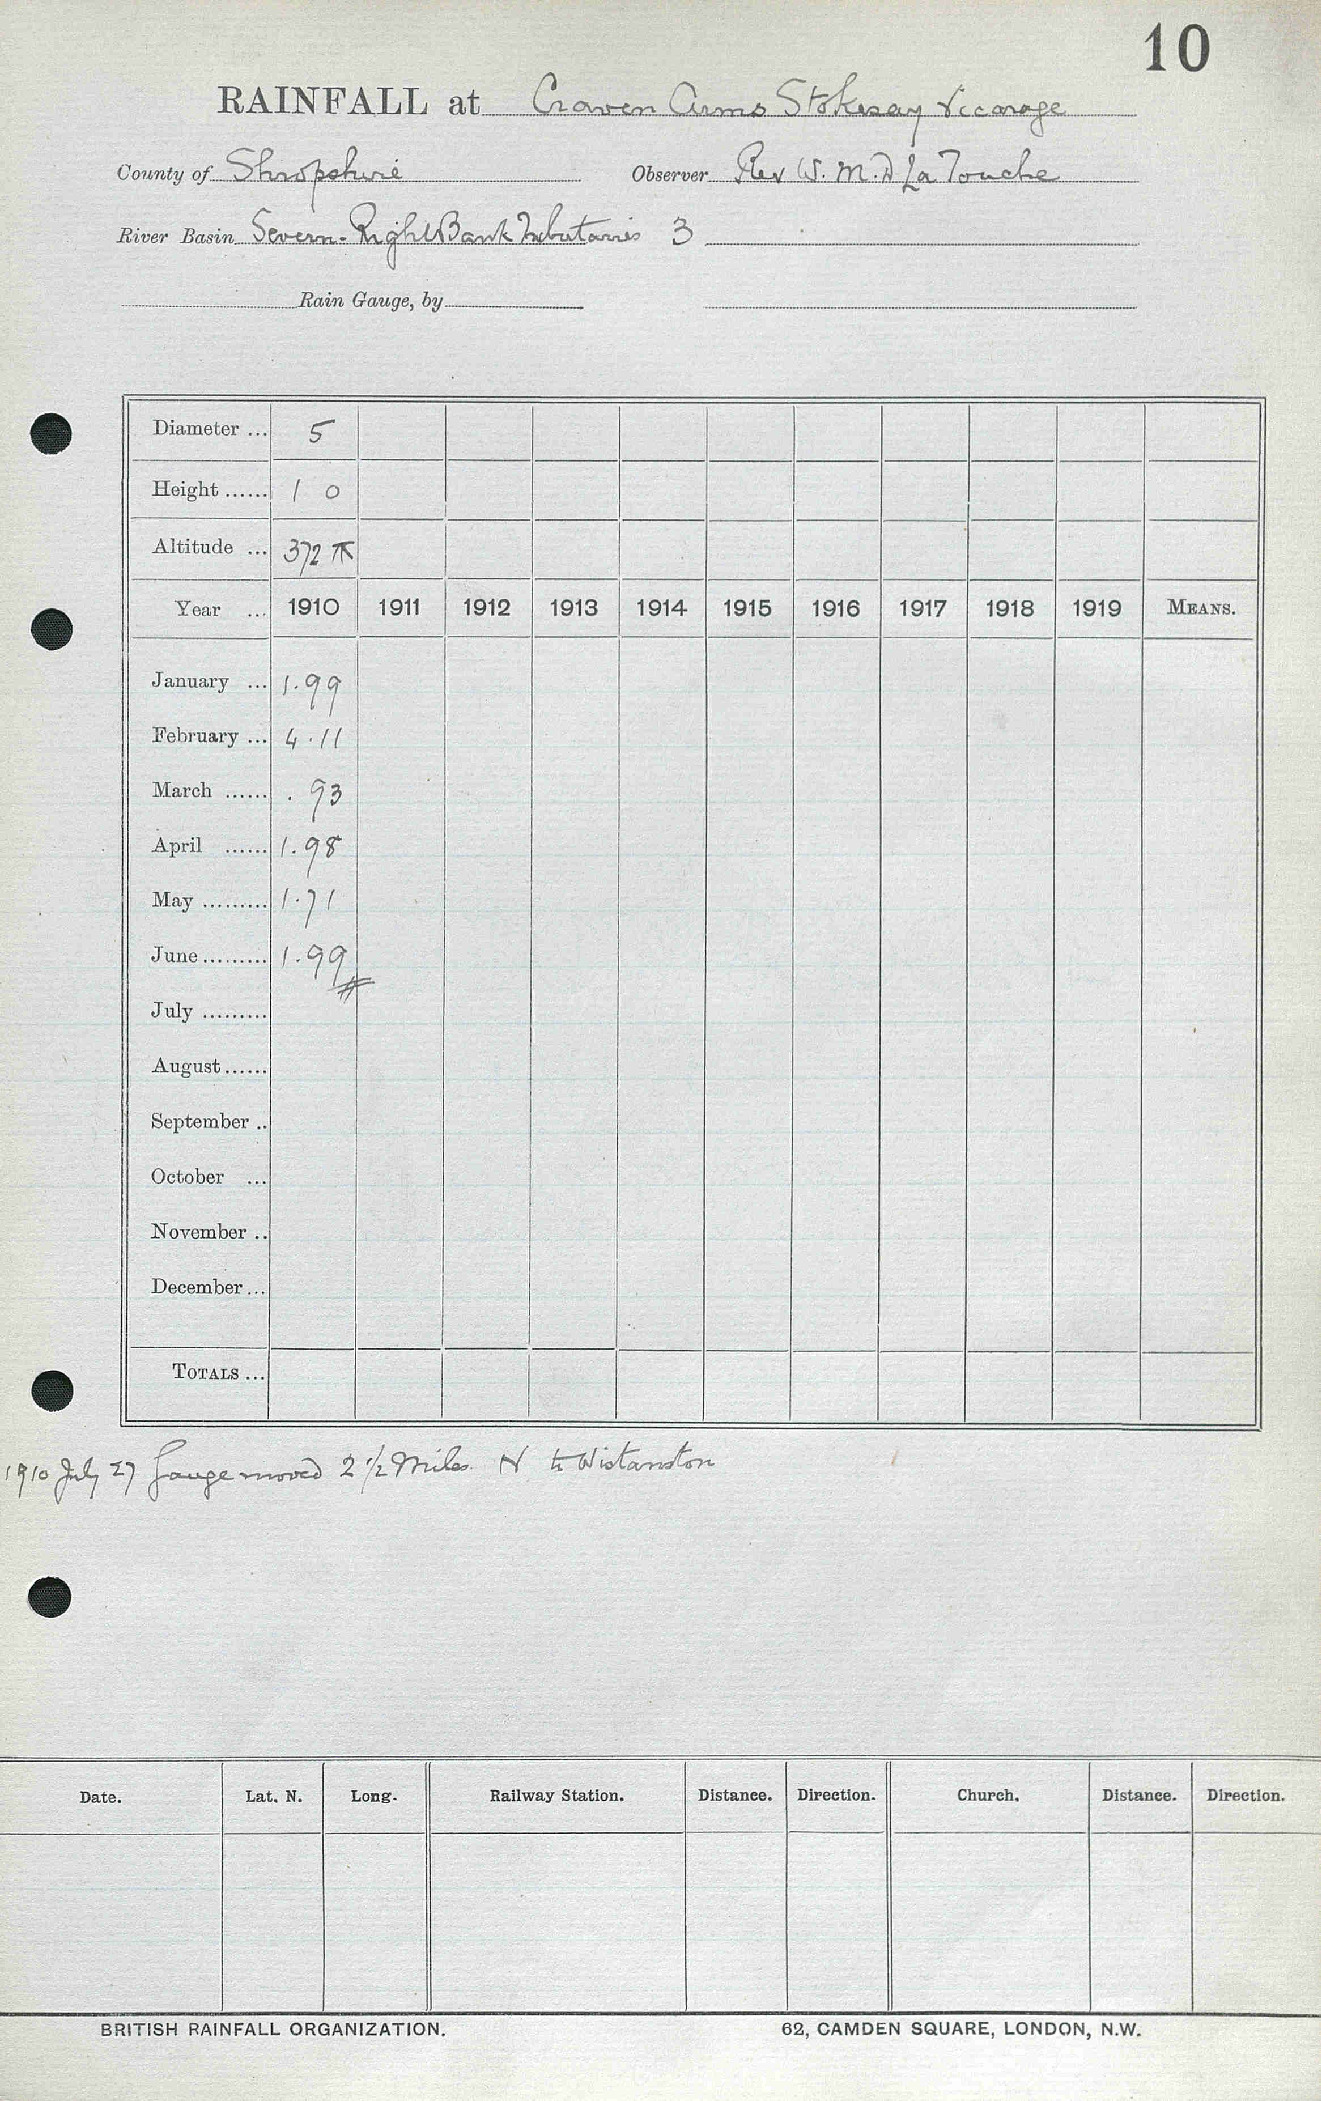 10
RAINFALL at Craven Arms Stokesay Vicarage
County of Shropshire Observer Rev W. M. D La Touche
River Basin Severn-Right Bank Tributaries 3
Rain Gauge, by
Diameter ... 5
Height ...... 1 0
Altitude ... 372
Year ... 1910 1911 1912 1913 1914 1915 1916 1917 1918 1919 MEANS.
January ... 1.99
February ... 4.11
March ...... .93
April ...... 1.98
May ......... 1.71
June ......... 1.99
July .........
August ......
September ..
October ...
November ..
December ...
TOTALS ...
1910 July 27 Gauge moved 2 1/2 Miles N to Wistanston
Date. Lat. N. Long. Railway Station. Distance. Direction. Church. Distance. Direction.
BRITISH RAINFALL ORGANIZATION. 62, CAMDEN SQUARE, LONDON, N.W.